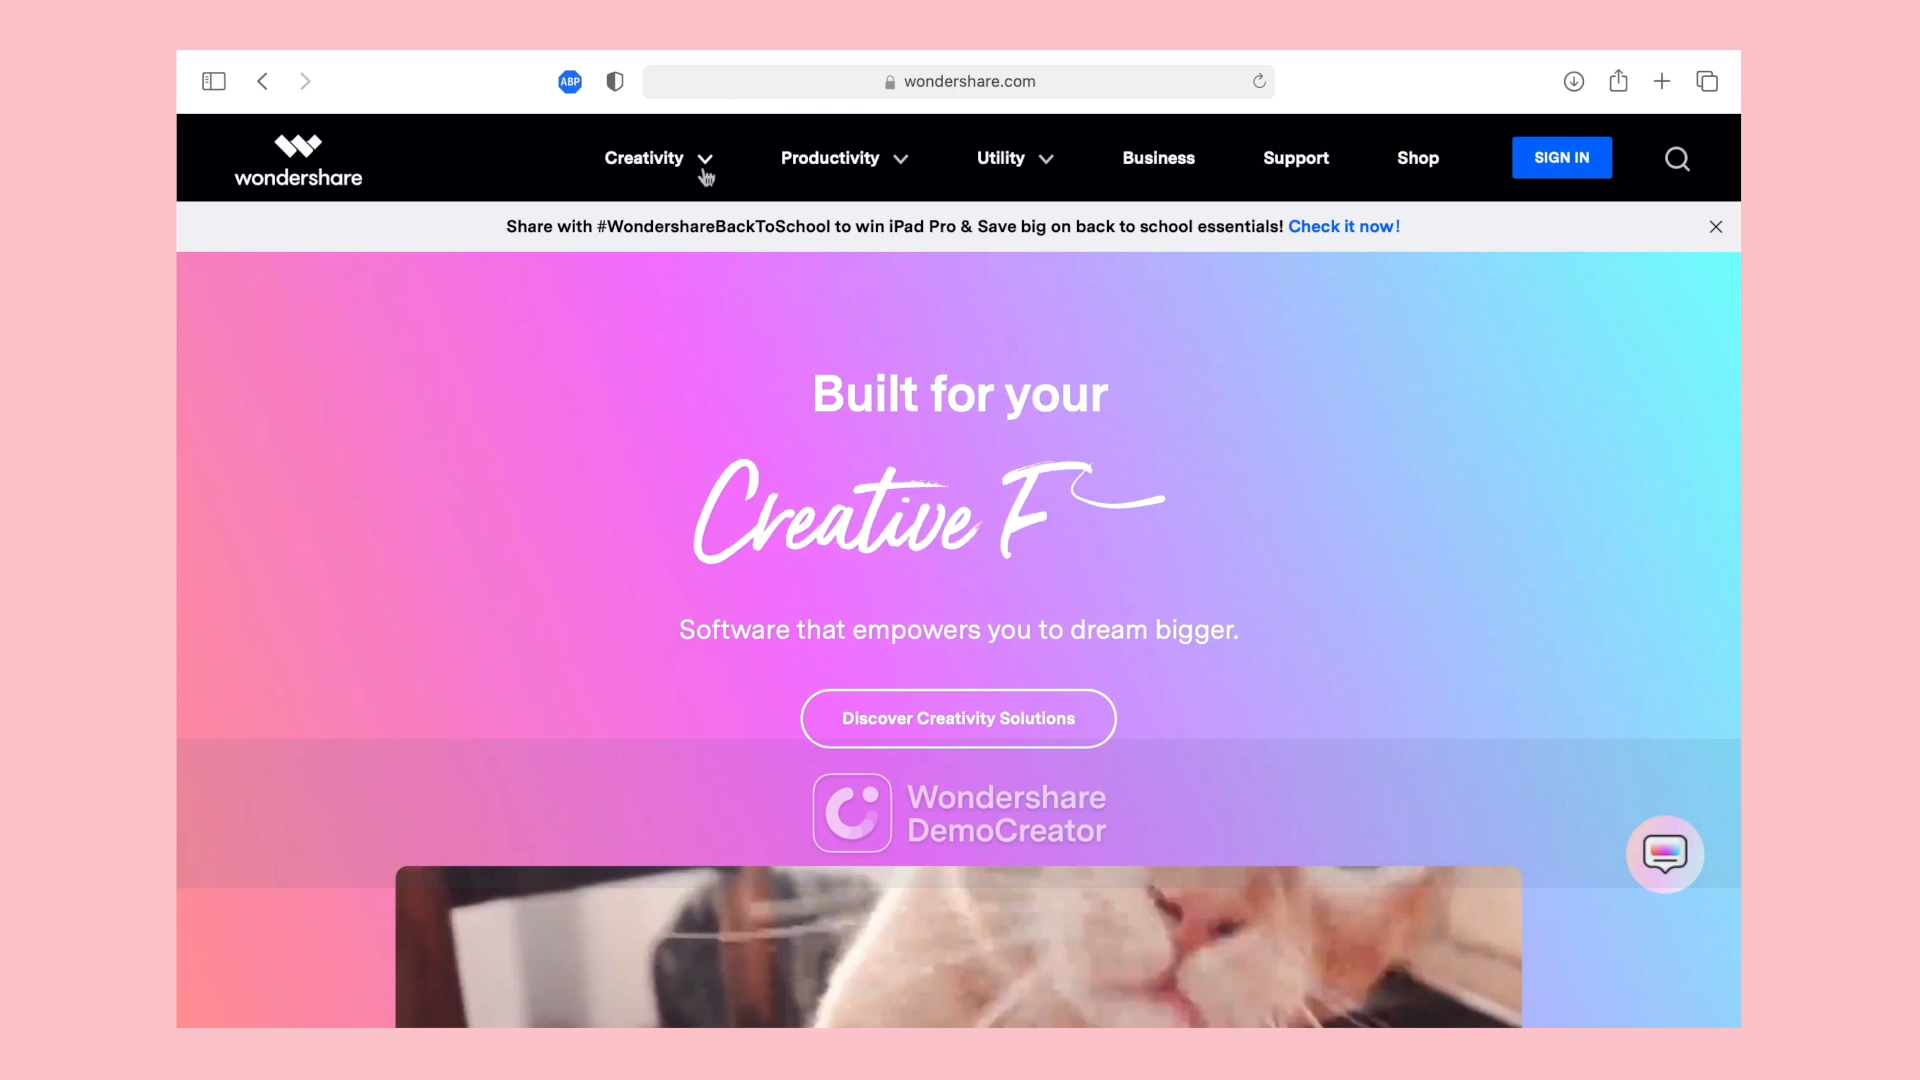 ABP
wondershare.com
wondershare
Creativity
Productivity
Utility
Business
Support
Shop
SIGN IN
Share with #WondershareBackToSchool to win iPad Pro & Save big on back to school essentials! Check it now!
Built for your
Creative F
Software that empowers you to dream bigger.
Discover Creativity Solutions
Wondershare
DemoCreator